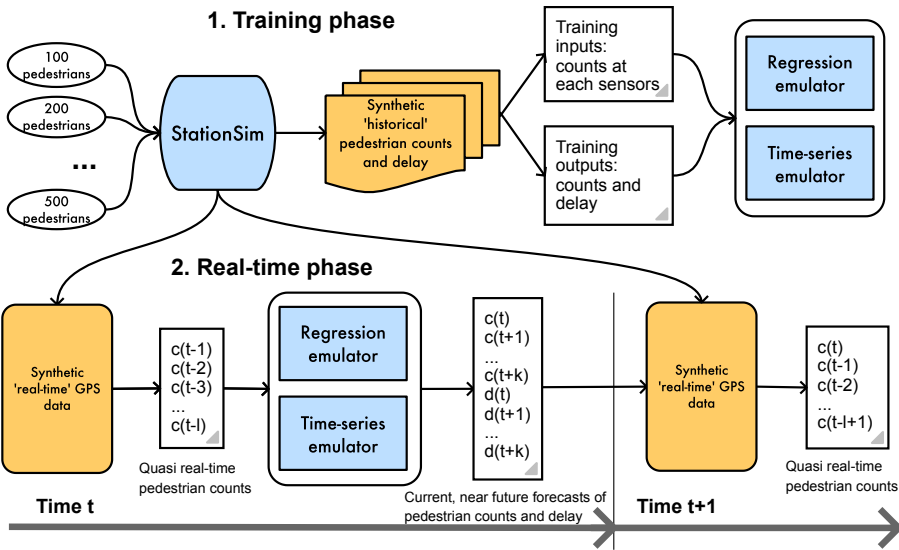 1. Training phase
100
pedestrians
200
pedestrians
...
500
pedestrians
StationSim
Synthetic
'historical'
pedestrian counts
and delay
Training
inputs:
counts at
each sensors
Training
outputs:
counts and
delay
Regression
emulator
Time-series
emulator
2. Real-time phase
Synthetic
'real-time' GPS
data
c(t-1)
c(t-2)
c(t-3)
...
c(t-l)
Quasi real-time
pedestrian counts
Regression
emulator
Time-series
emulator
c(t)
c(t+1)
...
c(t+k)
d(t)
d(t+1)
...
d(t+k)
Current, near future forecasts of
pedestrian counts and delay
Synthetic
'real-time' GPS
data
c(t)
c(t-1)
c(t-2)
...
c(t-l+1)
Quasi real-time
pedestrian counts
Time t
Time t+1